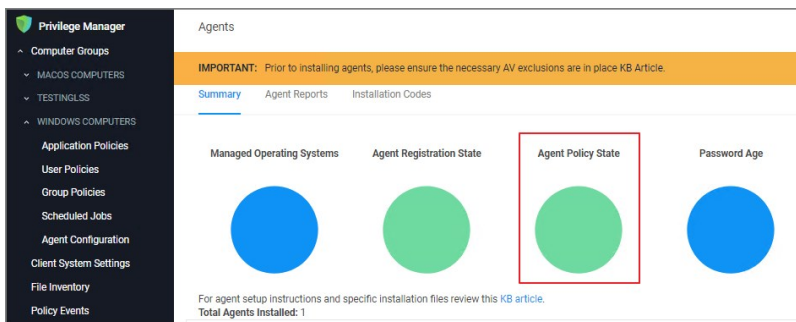 Privilege Manager
Computer Groups
MACOS COMPUTERS
TESTINGLSS
WINDOWS COMPUTERS
Application Policies
User Policies
Group Policies
Scheduled Jobs
Agent Configuration
Client System Settings
File Inventory
Policy Events
Agents
IMPORTANT: Prior to installing agents, please ensure the necessary AV exclusions are in place KB Article.
Summary Agent Reports Installation Codes
Managed Operating Systems Agent Registration State Agent Policy State Password Age
For agent setup instructions and specific installation files review this KB article.
Total Agents Installed: 1